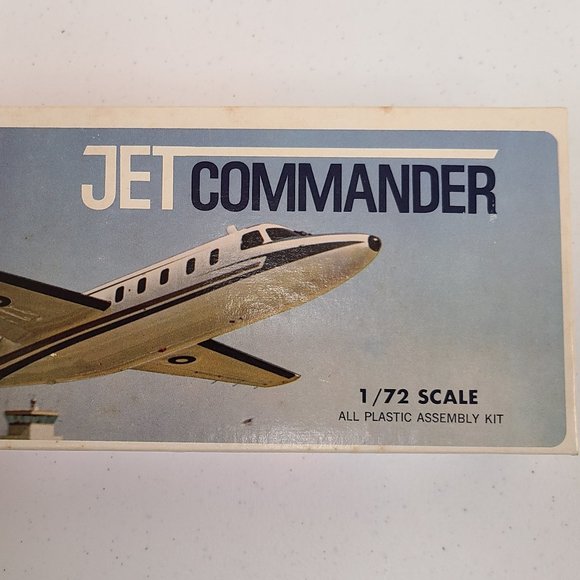 JET COMMANDER
1/72 SCALE
ALL PLASTIC ASSEMBLY KIT